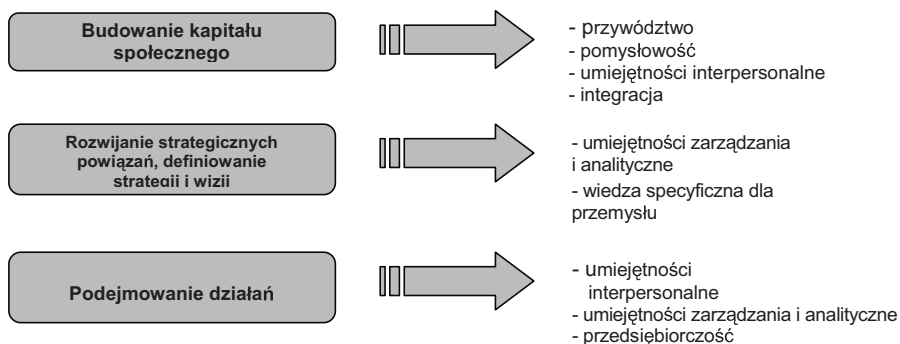 Budowanie kapitału
społecznego
- przywództwo
- pomysłowość
- umiejętności interpersonalne
- integracja
Rozwijanie strategicznych
powiązań, definiowanie
strategii i wizji
- umiejętności zarządzania
i analityczne
- wiedza specyficzna dla
przemysłu
Podejmowanie działań
- umiejętności
interpersonalne
- umiejętności zarządzania i analityczne
- przedsiębiorczość